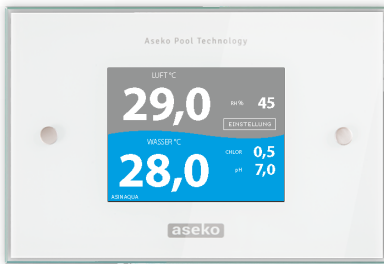 Aseko Pool Technology
LUFT °C
29,0
RH% 45
EINSTELLUNG
WASSER °C
28,0
CHLOR 0,5
pH 7,0
ASINAQUA
aseko